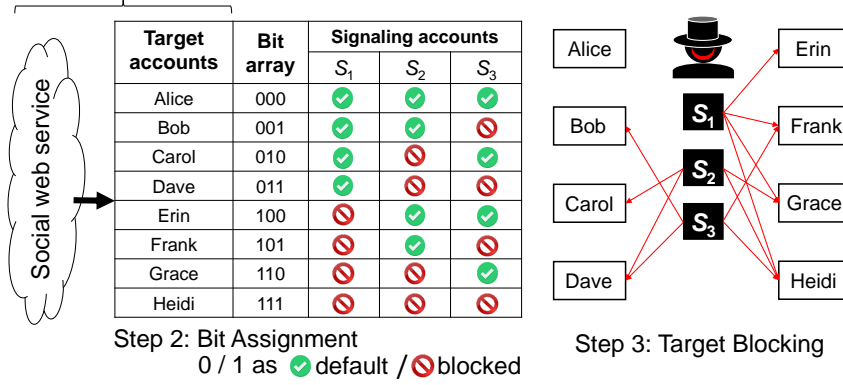 Social web service
Target accounts Bit array Signaling accounts
S1 S2 S3
Alice 000
Bob 001
Carol 010
Dave 011
Erin 100
Frank 101
Grace 110
Heidi 111
Step 2: Bit Assignment
0 / 1 as default / blocked
Alice Erin
S1
Bob Frank
S2
Carol Grace
S3
Dave Heidi
Step 3: Target Blocking